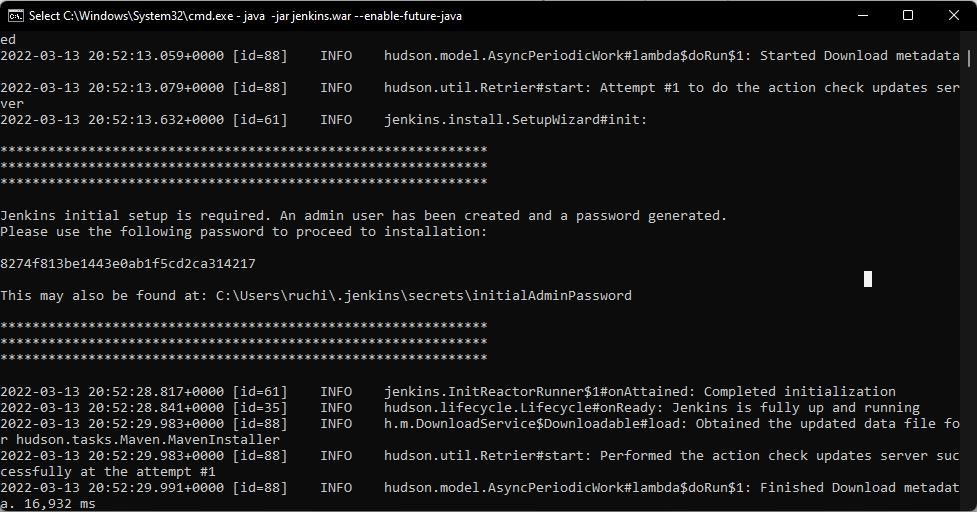 Select C:\Windows\System32\cmd.exe - java  -jar jenkins.war --enable-future-java
ed
2022-03-13 20:52:13.059+0000 [id=88]    INFO    hudson.model.AsyncPeriodicWork#lambda$doRun$1: Started Download metadata
2022-03-13 20:52:13.079+0000 [id=88]    INFO    hudson.util.Retrier#start: Attempt #1 to do the action check updates ser
ver
2022-03-13 20:52:13.632+0000 [id=61]    INFO    jenkins.install.SetupWizard#init:
*************************************************************
*************************************************************
*************************************************************
Jenkins initial setup is required. An admin user has been created and a password generated.
Please use the following password to proceed to installation:
8274f813be1443e0ab1f5cd2ca314217
This may also be found at: C:\Users\ruchi\.jenkins\secrets\initialAdminPassword
*************************************************************
*************************************************************
*************************************************************
2022-03-13 20:52:28.817+0000 [id=61]    INFO    jenkins.InitReactorRunner$1#onAttained: Completed initialization
2022-03-13 20:52:28.841+0000 [id=35]    INFO    hudson.lifecycle.Lifecycle#onReady: Jenkins is fully up and running
2022-03-13 20:52:29.983+0000 [id=88]    INFO    h.m.DownloadService$Downloadable#load: Obtained the updated data file fo
r hudson.tasks.Maven.MavenInstaller
2022-03-13 20:52:29.983+0000 [id=88]    INFO    hudson.util.Retrier#start: Performed the action check updates server suc
cessfully at the attempt #1
2022-03-13 20:52:29.991+0000 [id=88]    INFO    hudson.model.AsyncPeriodicWork#lambda$doRun$1: Finished Download metadat
a. 16,932 ms